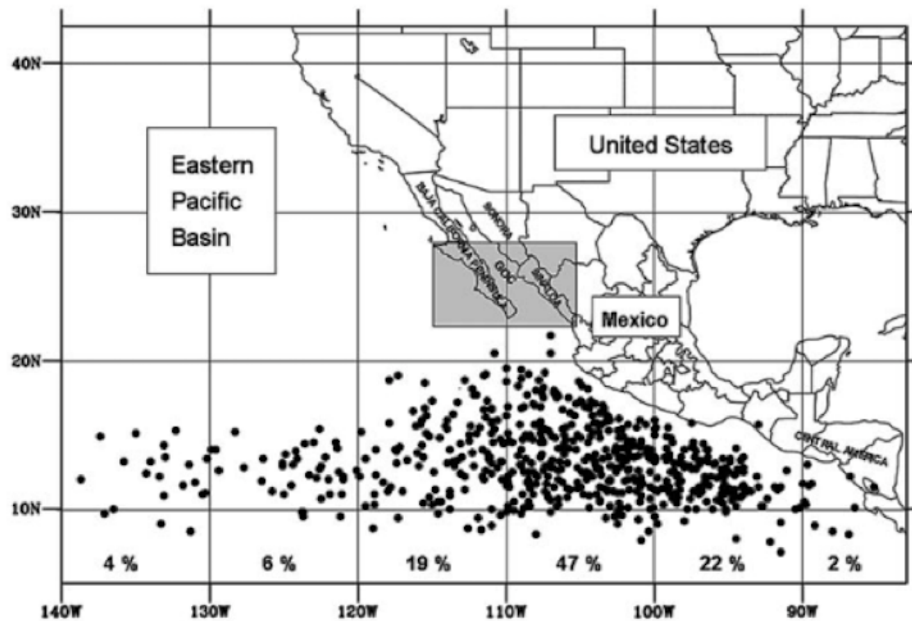 40N
United States
Eastern
Pacific
Basin
30N
BAJA CALIFORNIA PENINSULA
SONORA
GOC
SINALOA
Mexico
20N
CENTRAL AMERICA
10N
4 % 6 % 19 % 47 % 22 % 2 %
140W 130W 120W 110W 100W 90W